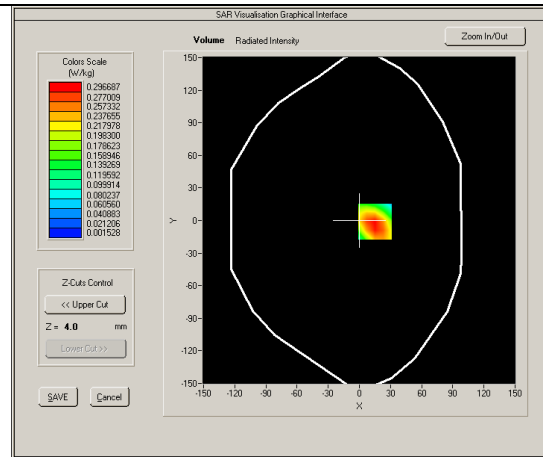 SAR Visualisation Graphical Interface
Volume Radiated Intensity
Zoom In/Out
Colors Scale
(W/kg)
0.296687
0.277009
0.257332
0.237655
0.217978
0.198300
0.178623
0.158946
0.139269
0.119592
0.099914
0.080237
0.060560
0.040883
0.021206
0.001528
Z-Cuts Control
<< Upper Cut
Z = 4.0 mm
Lower Cut >>
SAVE Cancel
150
120
90
60
30
0
-30
-60
-90
-120
-150
Y
-150 -120 -90 -60 -30 0 30 60 90 120 150
X